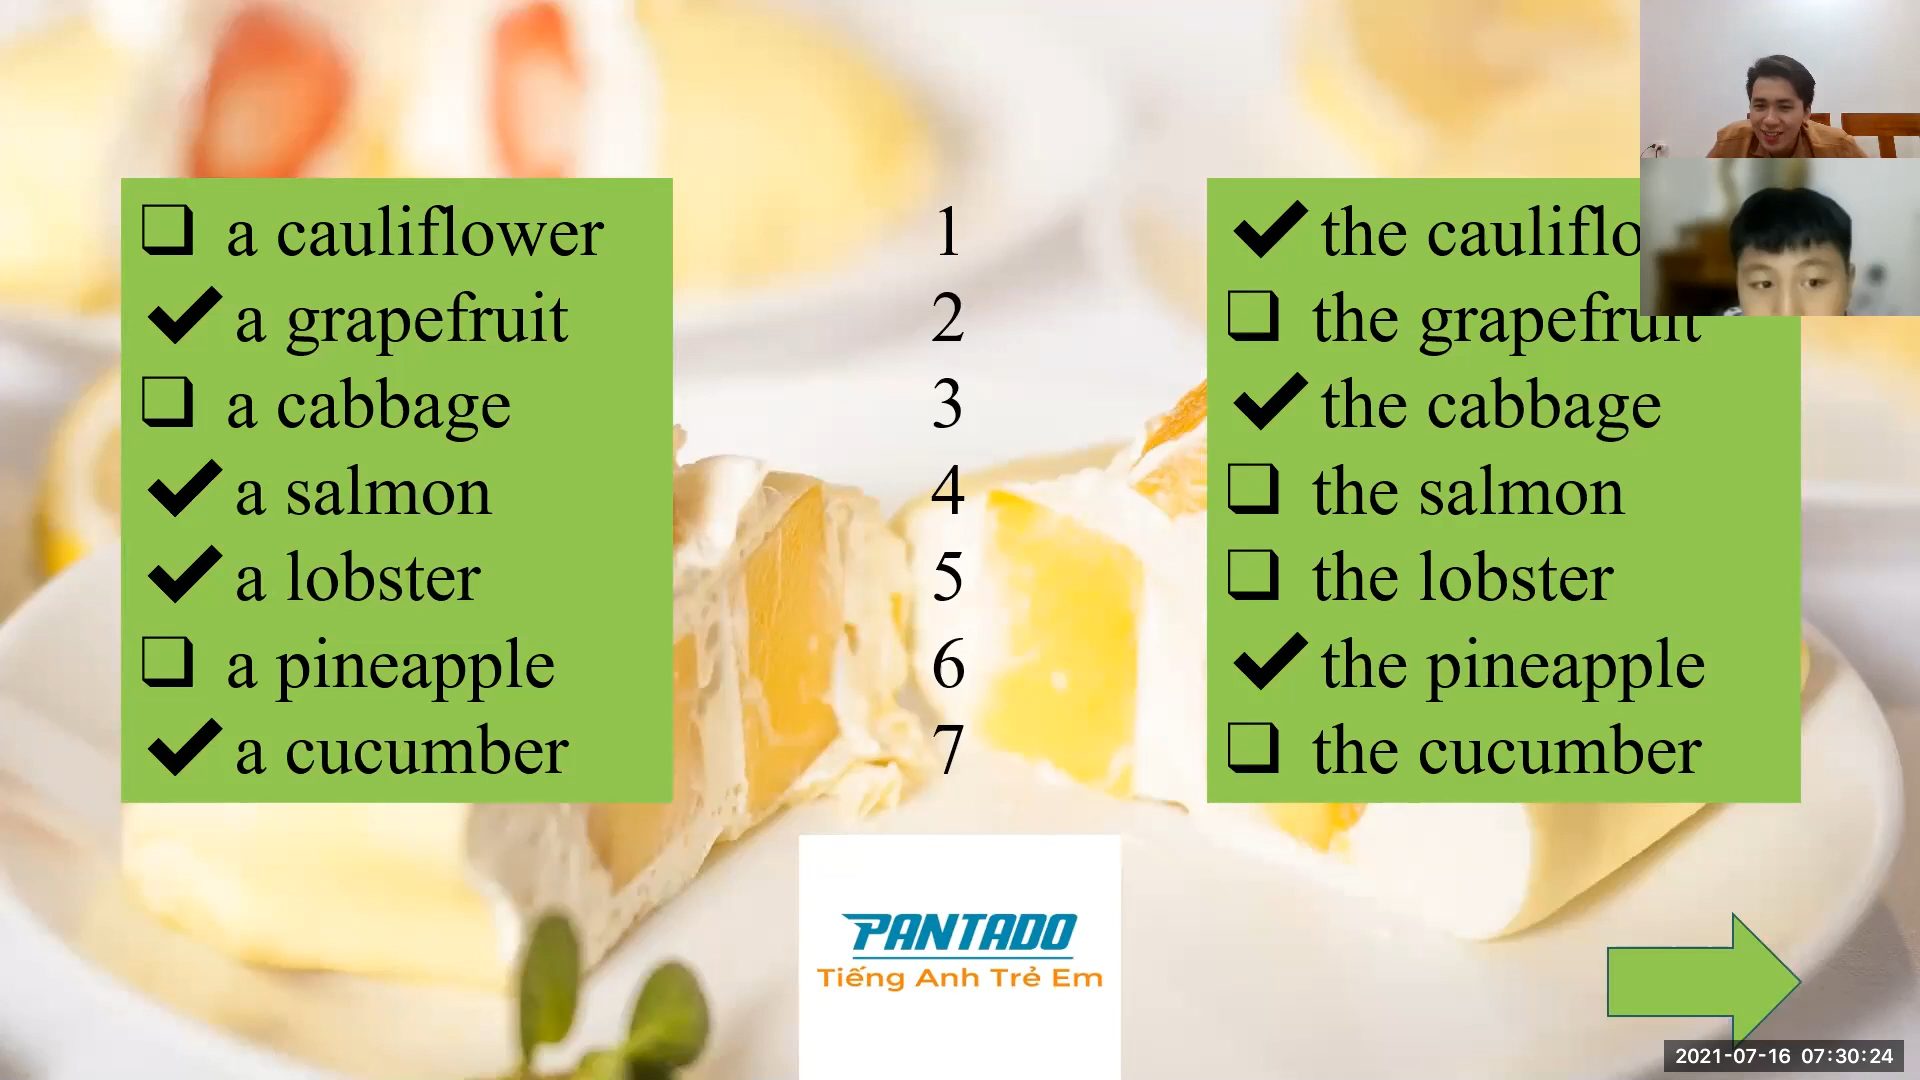 ❏ a cauliflower 1 ✔ the cauliflo
✔ a grapefruit 2 ❏ the grapefruit
❏ a cabbage 3 ✔ the cabbage
✔ a salmon 4 ❏ the salmon
✔ a lobster 5 ❏ the lobster
❏ a pineapple 6 ✔ the pineapple
✔ a cucumber 7 ❏ the cucumber
PANTADO
Tiếng Anh Trẻ Em
2021-07-16 07:30:24